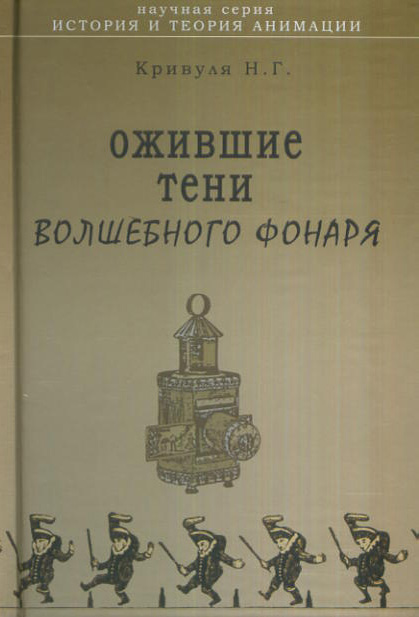 научная серия
ИСТОРИЯ И ТЕОРИЯ АНИМАЦИИ
Кривуля Н.Г.
ОЖИВШИЕ
ТЕНИ
ВОЛШЕБНОГО ФОНАРЯ